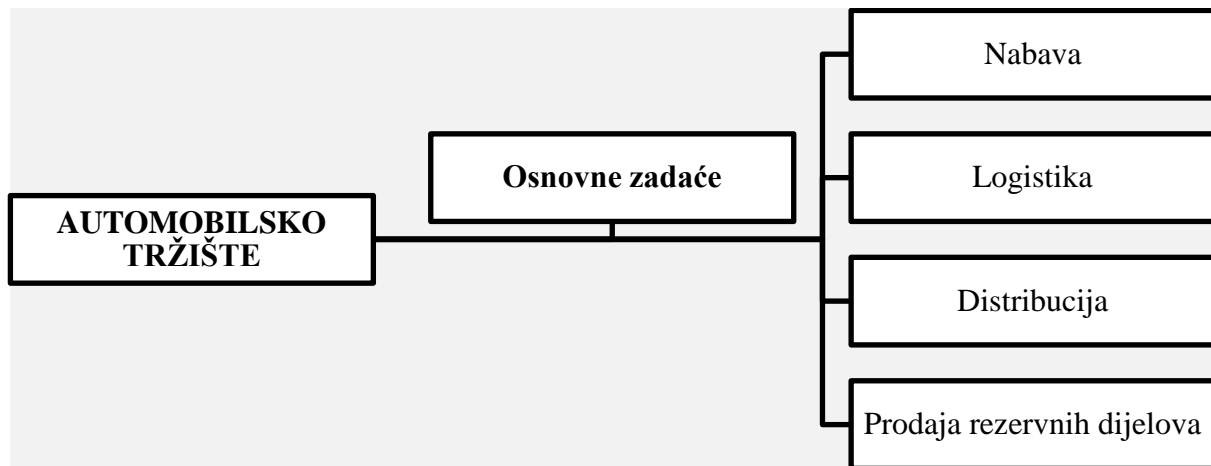 AUTOMOBILSKO
TRŽIŠTE
Osnovne zadaće
Nabava
Logistika
Distribucija
Prodaja rezervnih dijelova